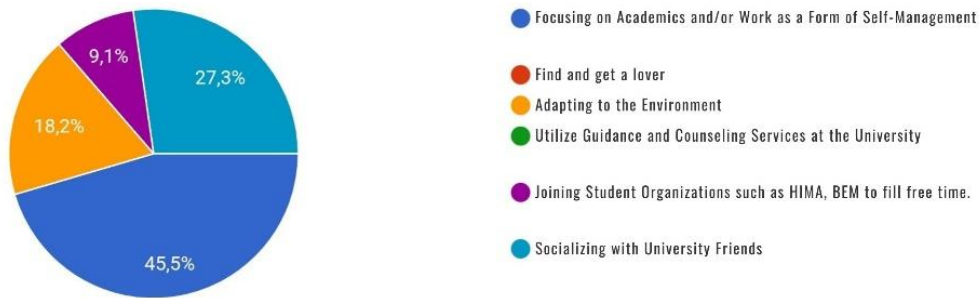 9,1%
27,3%
18,2%
45,5%
Focusing on Academics and/or Work as a Form of Self-Management
Find and get a lover
Adapting to the Environment
Utilize Guidance and Counseling Services at the University
Joining Student Organizations such as HIMA, BEM to fill free time.
Socializing with University Friends